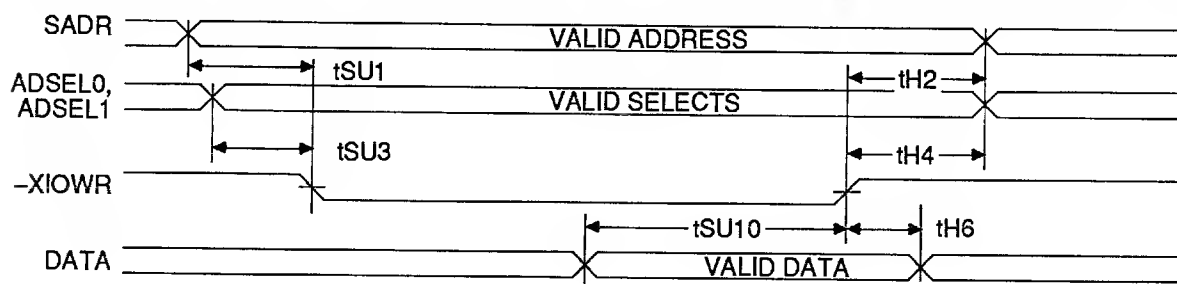 SADR
VALID ADDRESS
tSU1
tH2
ADSEL0,
ADSEL1
VALID SELECTS
tSU3
tH4
–XIOWR
tSU10
tH6
DATA
VALID DATA